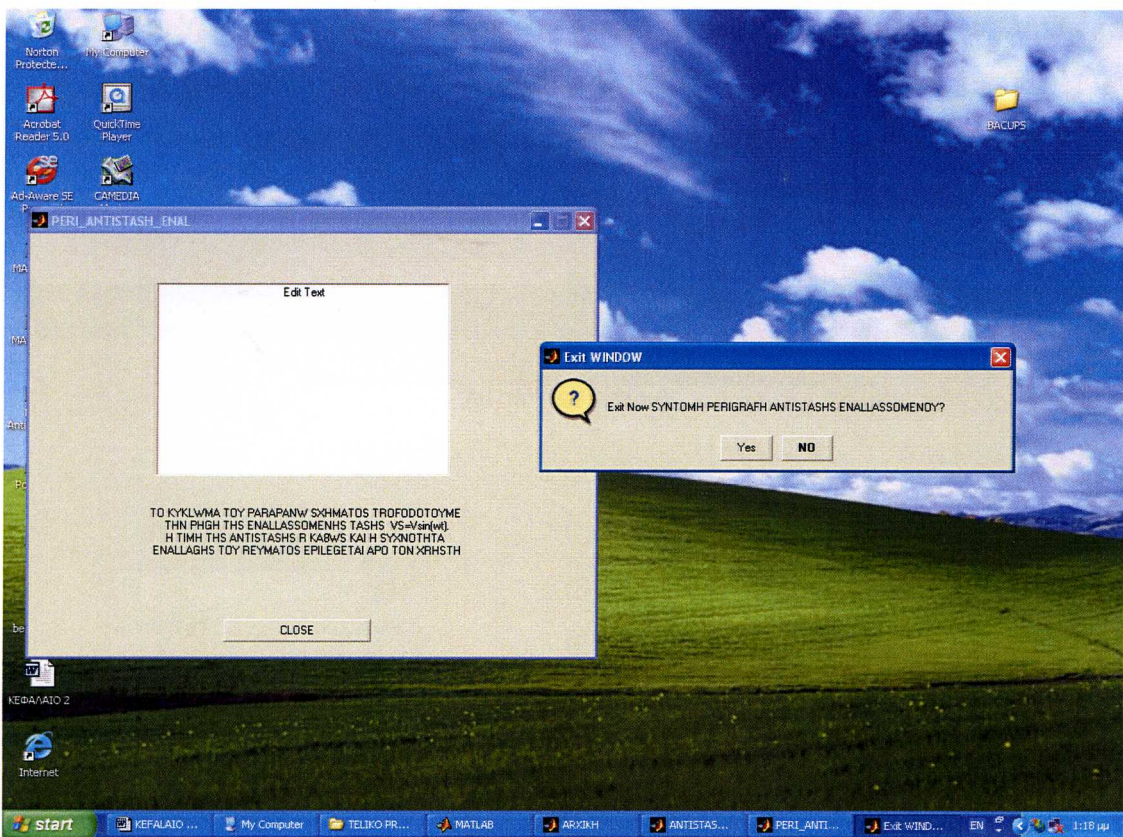 Norton
Protecte...
My Computer
Acrobat
Reader 5.0
QuickTime
Player
BACUPS
Ad-Aware SE
CAMEDIA
PERI_ANTISTASH_ENAL
MA
Edit Text
MA
Exit WINDOW
Exit Now SYNTOMH PERIGRAFH ANTISTASHS ENALLASSOMENOY?
Yes
NO
TO KYKLWMA TOY PARAPANW SXHMATOS TROFODOTOYME
THN PHGH THS ENALLASSOMENHS TASHS VS=Vsin(wt).
H TIMH THS ANTISTASHS R KA8WS KAI H SYXNOTHTA
ENALLAGHS TOY REYMATOS EPILEGETAI APO TON XRHSTH
CLOSE
be
ΚΕΦΑΛΑΙΟ 2
Internet
start
KEFALAIO ...
My Computer
TELIKO PR...
MATLAB
ARXIKH
ANTISTAS...
PERI_ANTI...
Exit WIND...
EN
1:18 μμ